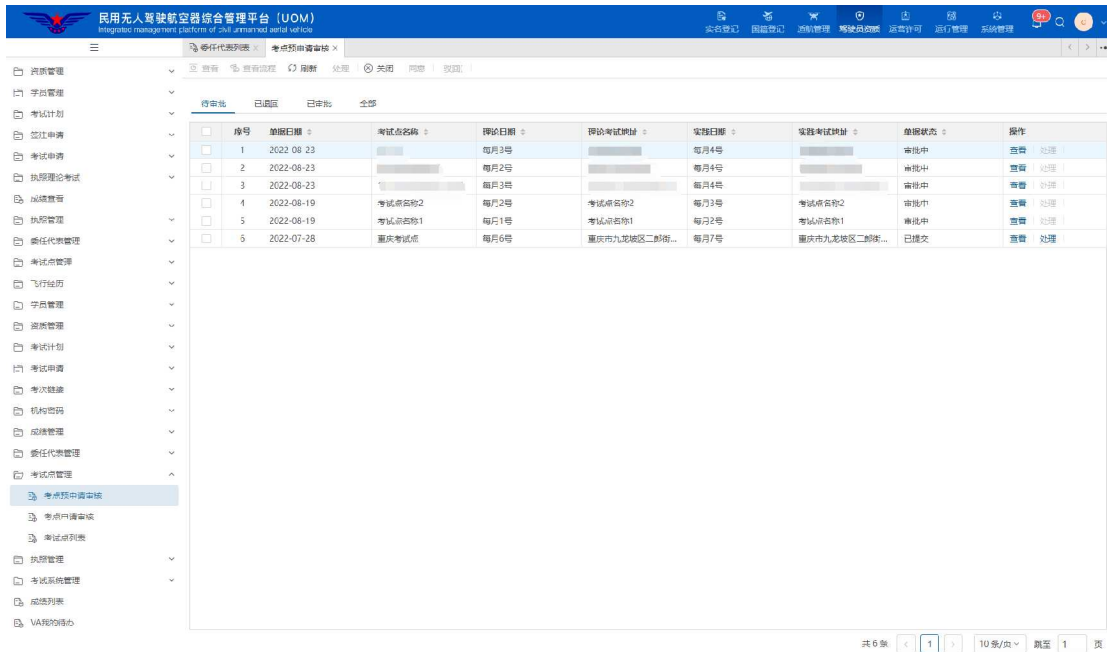 民用无人驾驶航空器综合管理平台（UOM）
Integrated management platform of civil unmanned aerial vehicle
实名登记 国籍登记 适航管理 驾驶员资质 运营许可 运行管理 系统管理
9+
委任代表列表 × 考点预申请审核 ×
查看 查看流程 刷新 处理 关闭 同意 驳回
待审批 已退回 已审批 全部
序号 单据日期 考试点名称 理论日期 理论考试地址 实践日期 实践考试地址 单据状态 操作
1 2022-08-23 每月3号 每月4号 审批中 查看 处理
2 2022-08-23 每月2号 每月4号 审批中 查看 处理
3 2022-08-23 每月3号 每月4号 审批中 查看 处理
4 2022-08-19 考试点名称2 每月2号 考试点名称2 每月3号 考试点名称2 审批中 查看 处理
5 2022-08-19 考试点名称1 每月1号 考试点名称1 每月2号 考试点名称1 审批中 查看 处理
6 2022-07-28 重庆考试点 每月6号 重庆市九龙坡区二郎街... 每月7号 重庆市九龙坡区二郎街... 已提交 查看 处理
资质管理
学员管理
考试计划
签注申请
考试申请
执照理论考试
成绩查看
执照管理
委任代表管理
考试点管理
飞行经历
学员管理
资质管理
考试计划
考试申请
考次链接
机构密码
成绩管理
委任代表管理
考试点管理
考点预申请审核
考点申请审核
考试点列表
执照管理
考试系统管理
成绩列表
VA我的待办
共 6 条 1 10 条/页 跳至 1 页